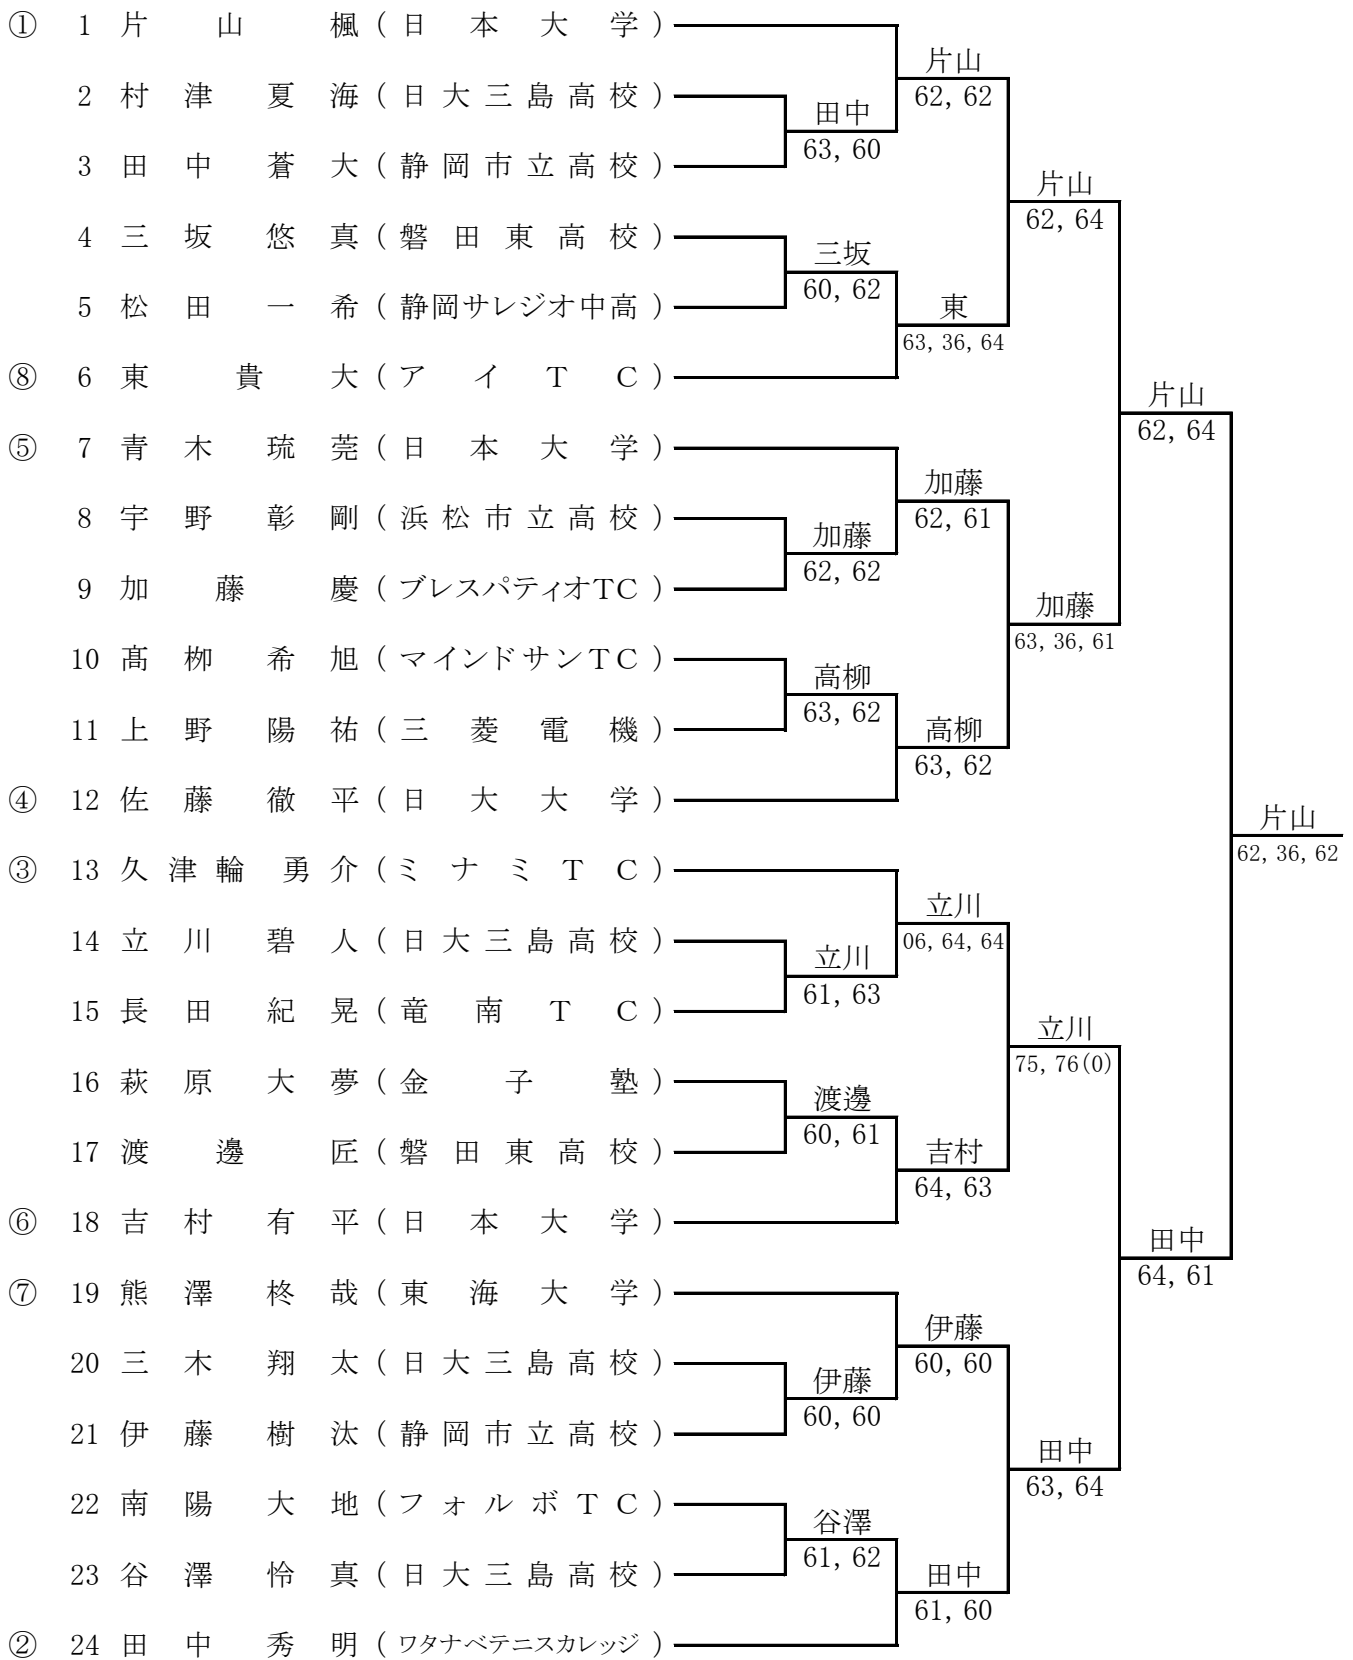 ① 1 片山楓(日本大学)
片山
2 村津夏海(日大三島高校) 62, 62
田中
63, 60
3 田中蒼大(静岡市立高校)
片山
62, 64
4 三坂悠真(磐田東高校)
三坂
60, 62
5 松田一希(静岡サレジオ中高) 東
63, 36, 64
⑧ 6 東貴大(アイTC)
片山
62, 64
⑤ 7 青木琉莞(日本大学)
加藤
8 宇野彰剛(浜松市立高校) 62, 61
加藤
62, 62
9 加藤慶(ブレスパティオTC)
加藤
63, 36, 61
10 髙栁希旭(マインドサンTC)
高柳
63, 62
11 上野陽祐(三菱電機) 高柳
63, 62
④ 12 佐藤徹平(日大大学)
片山
62, 36, 62
③ 13 久津輪勇介(ミナミTC)
立川
14 立川碧人(日大三島高校) 06, 64, 64
立川
61, 63
15 長田紀晃(竜南TC)
立川
75, 76(0)
16 萩原大夢(金子塾)
渡邊
60, 61
17 渡邊匠(磐田東高校) 吉村
64, 63
⑥ 18 吉村有平(日本大学)
田中
64, 61
⑦ 19 熊澤柊哉(東海大学)
伊藤
20 三木翔太(日大三島高校) 60, 60
伊藤
60, 60
21 伊藤樹汰(静岡市立高校)
田中
63, 64
22 南陽大地(フォルボTC)
谷澤
61, 62
23 谷澤怜真(日大三島高校) 田中
61, 60
② 24 田中秀明(ワタナベテニスカレッジ)